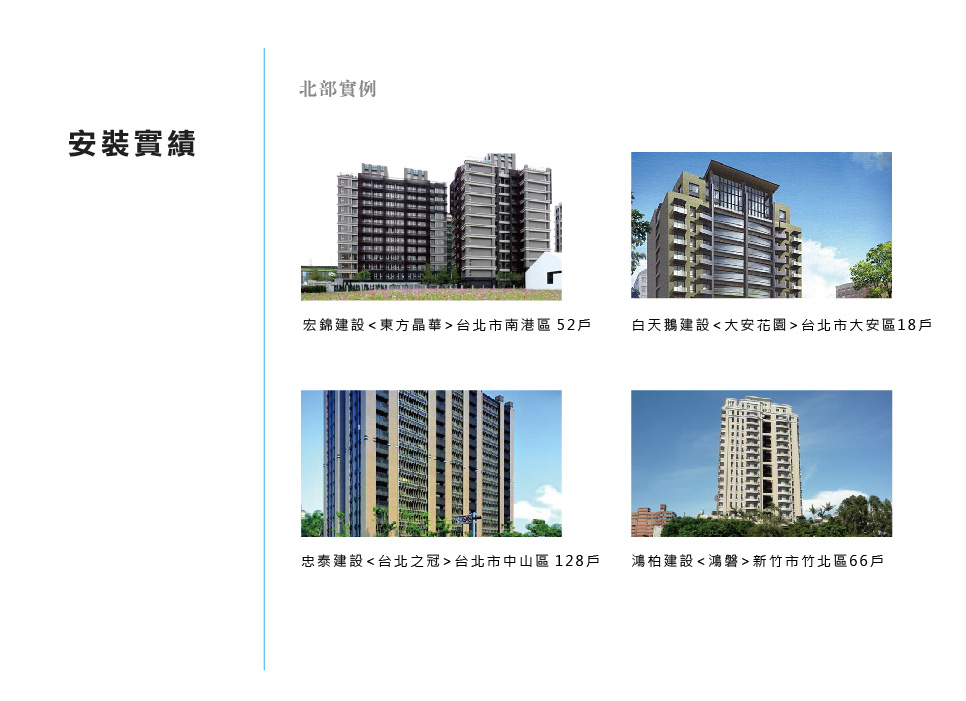 北部實例
安裝實績
宏錦建設<東方晶華>台北市南港區 52戶
白天鵝建設<大安花園>台北市大安區18戶
忠泰建設<台北之冠>台北市中山區 128戶
鴻柏建設<鴻磐>新竹市竹北區66戶